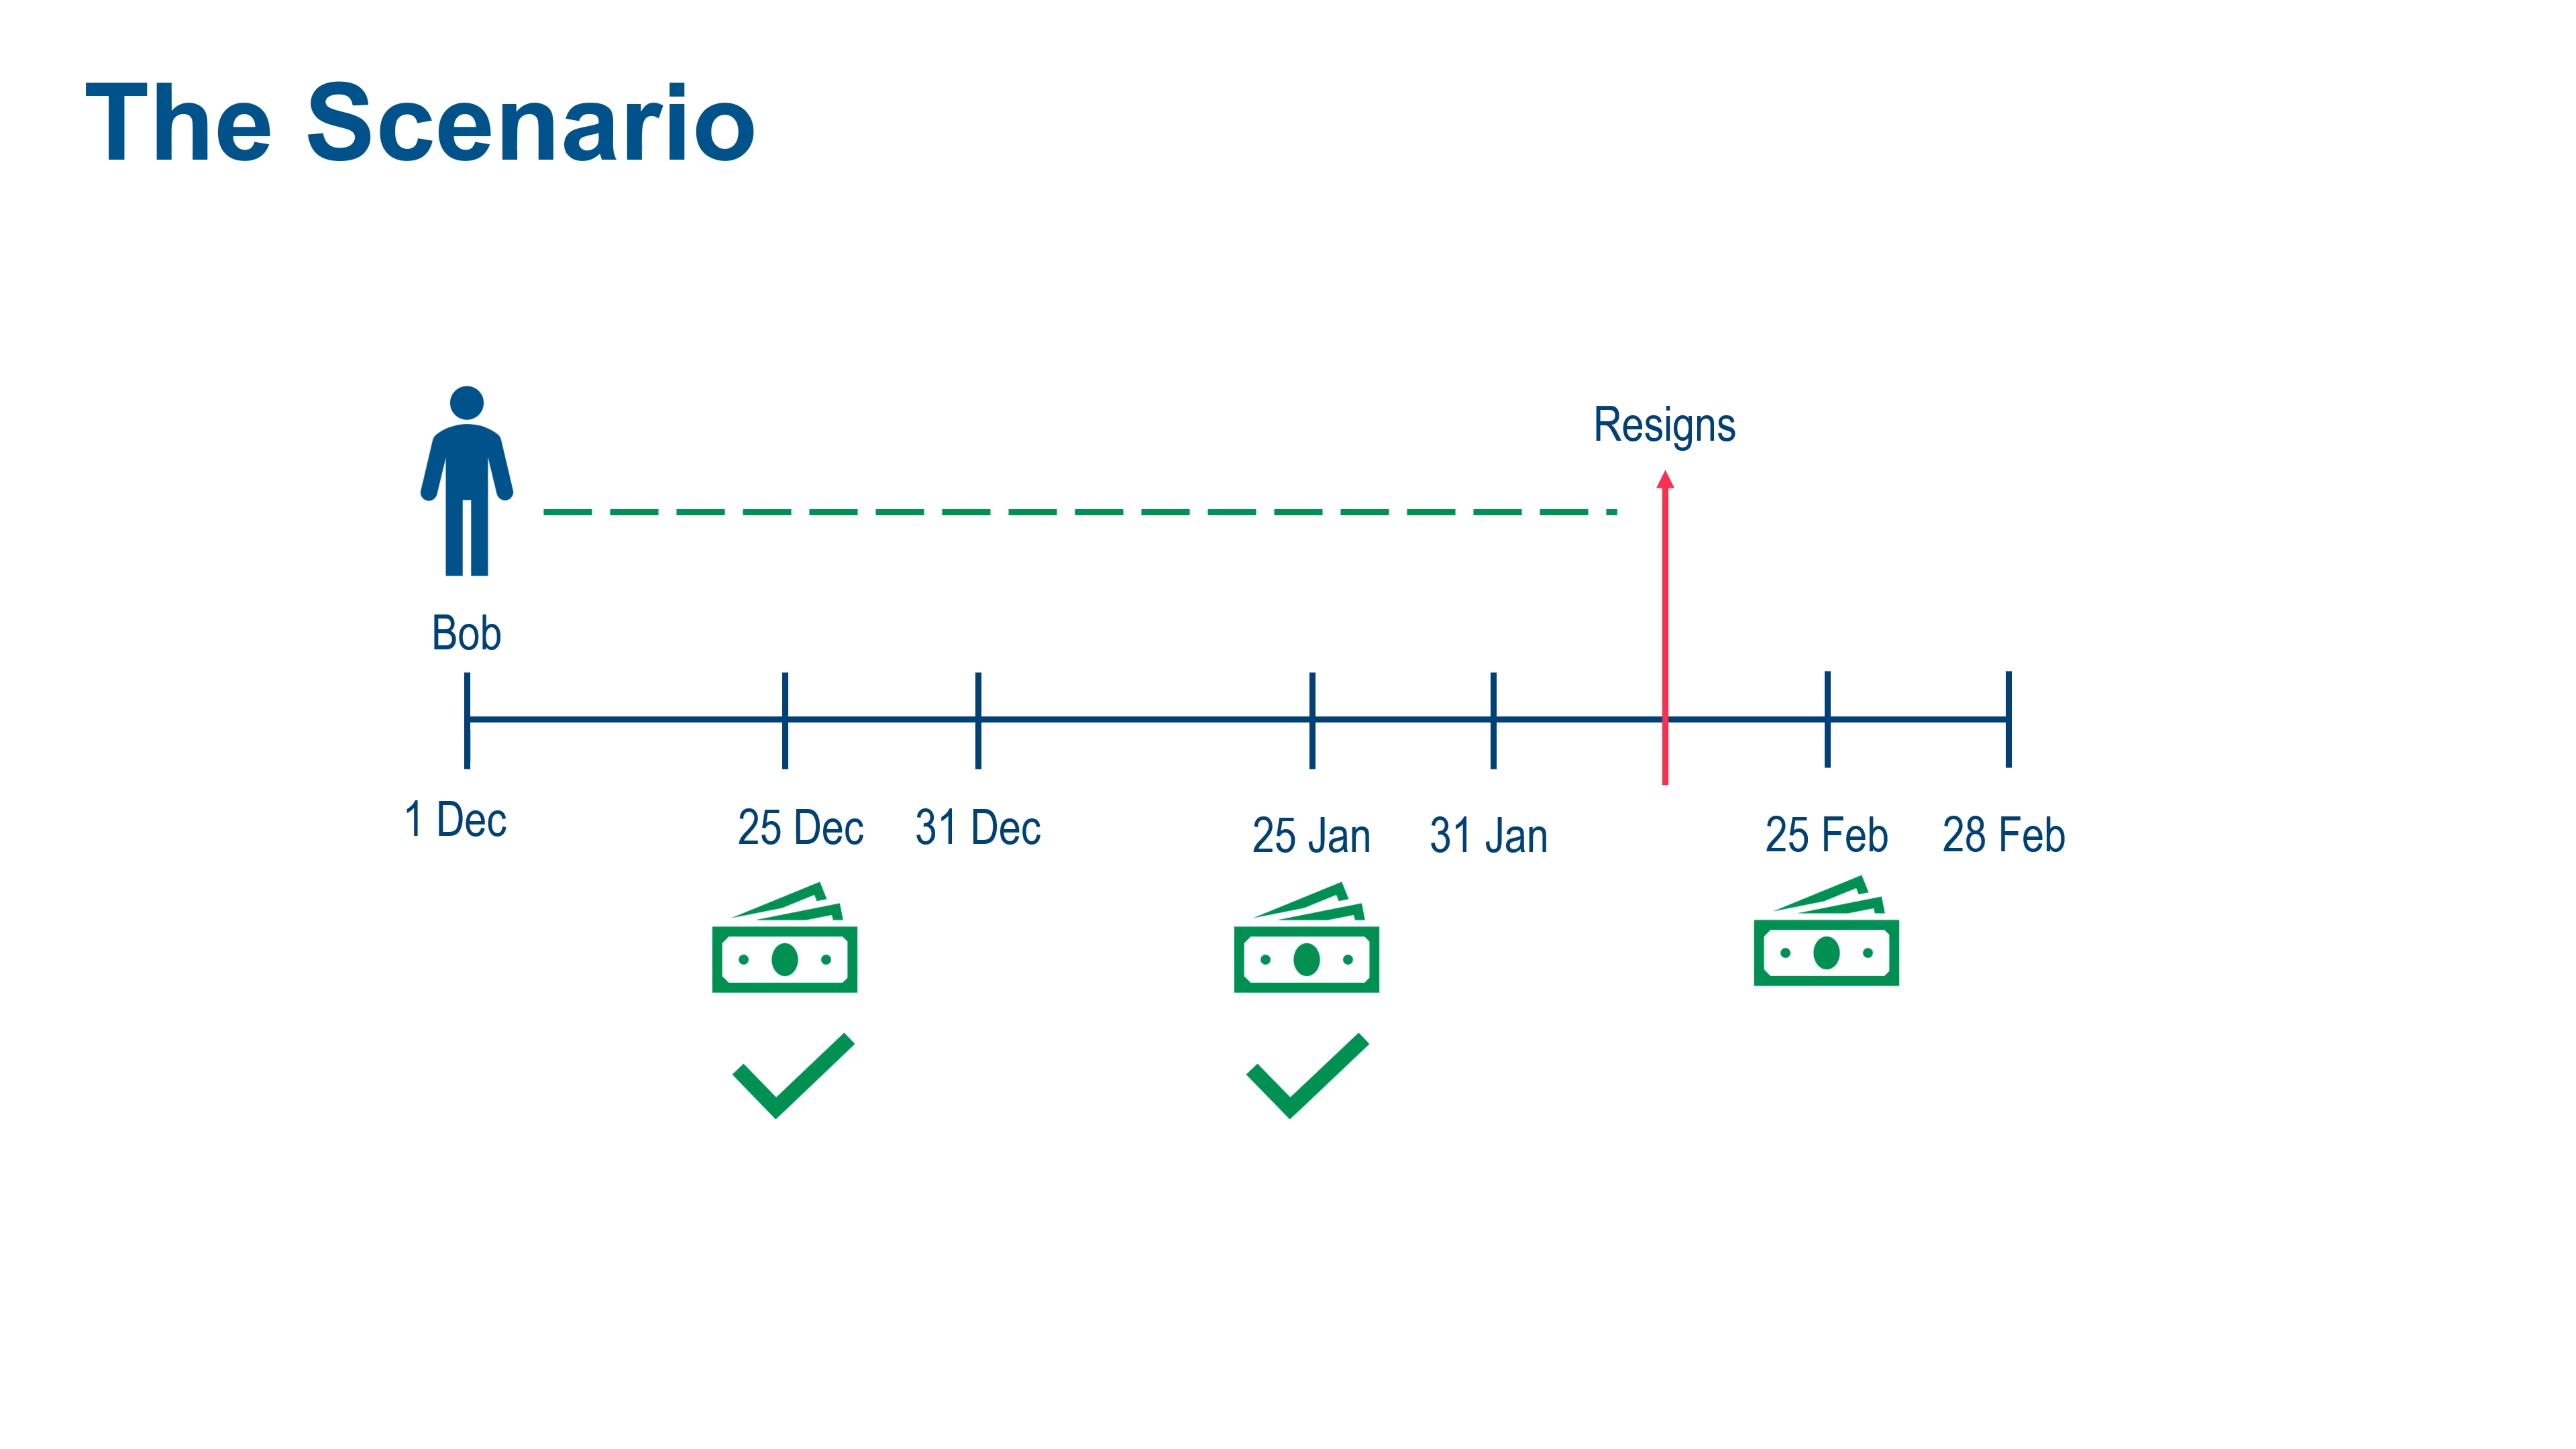 The Scenario
Resigns
Bob
1 Dec
25 Dec
31 Dec
25 Jan
31 Jan
25 Feb
28 Feb